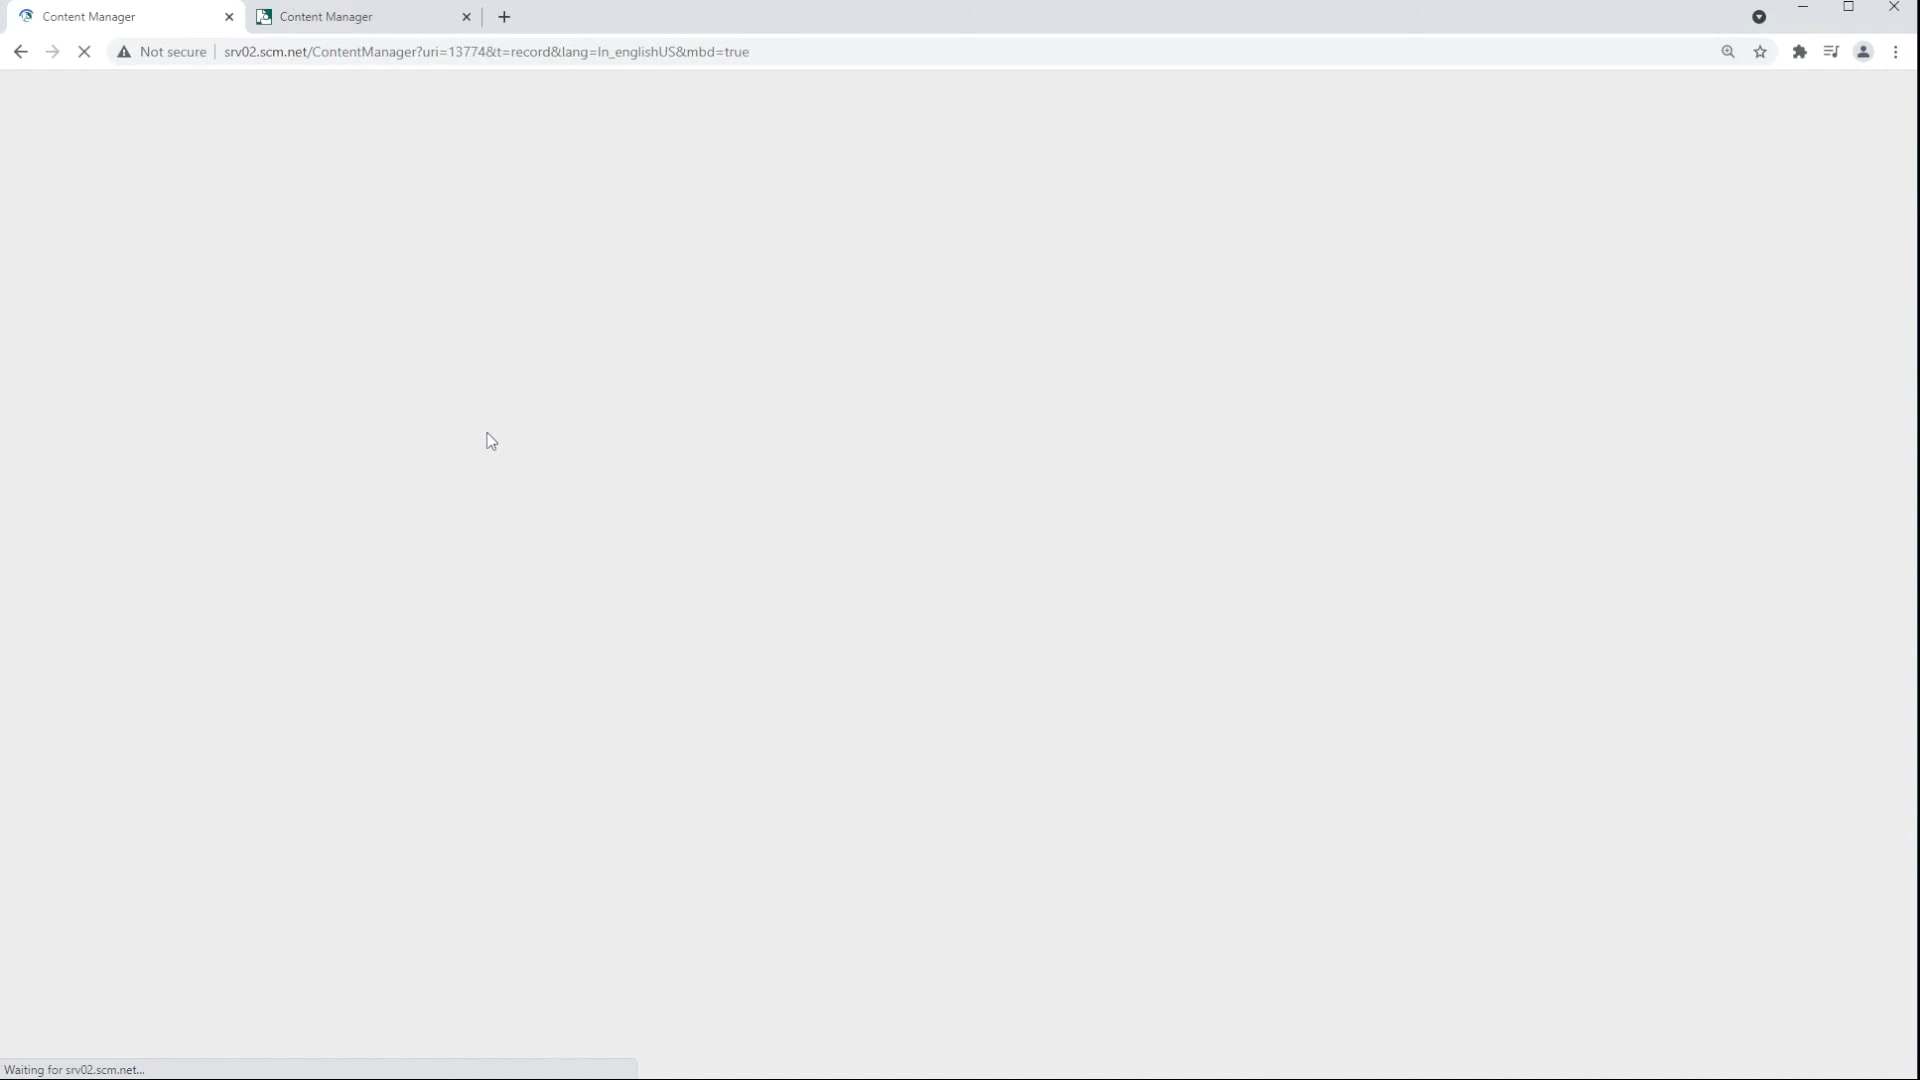 Content Manager
Content Manager
Not secure
srv02.scm.net/ContentManager?uri=13774&t=record&lang=ln_englishUS&mbd=true
Waiting for srv02.scm.net...